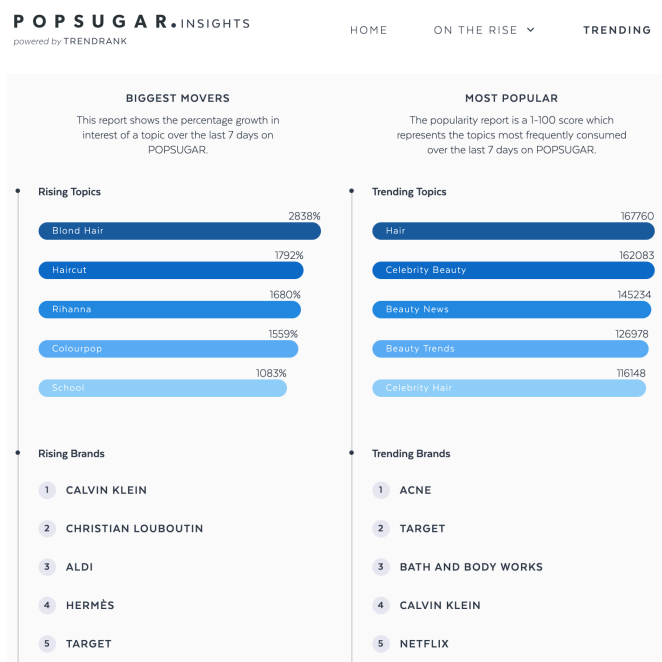 POPSUGAR. INSIGHTS
powered by TRENDRANK
HOME
ON THE RISE
TRENDING
BIGGEST MOVERS
This report shows the percentage growth in
interest of a topic over the last 7 days on
POPSUGAR.
Rising Topics
2838%
Blond Hair
1792%
Haircut
1680%
Rihanna
1559%
Colourpop
1083%
School
Rising Brands
1 CALVIN KLEIN
2 CHRISTIAN LOUBOUTIN
3 ALDI
4 HERMÈS
5 TARGET
MOST POPULAR
The popularity report is a 1-100 score which
represents the topics most frequently consumed
over the last 7 days on POPSUGAR.
Trending Topics
167760
Hair
162083
Celebrity Beauty
145234
Beauty News
126978
Beauty Trends
116148
Celebrity Hair
Trending Brands
1 ACNE
2 TARGET
3 BATH AND BODY WORKS
4 CALVIN KLEIN
5 NETFLIX